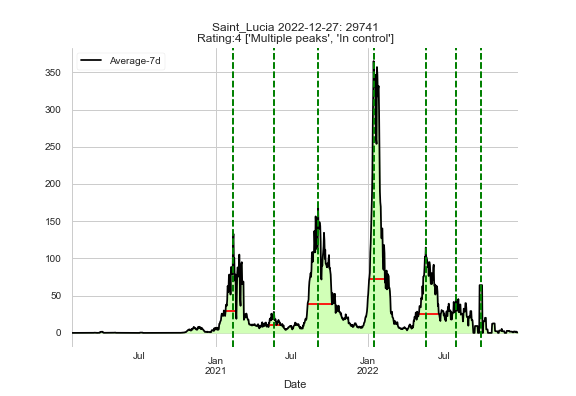 Saint_Lucia 2022-12-27: 29741
Rating:4 ['Multiple peaks', 'In control']
Average-7d
350
300
250
200
150
100
50
0
Jul
Jan
2021
Jul
Jan
2022
Jul
Date